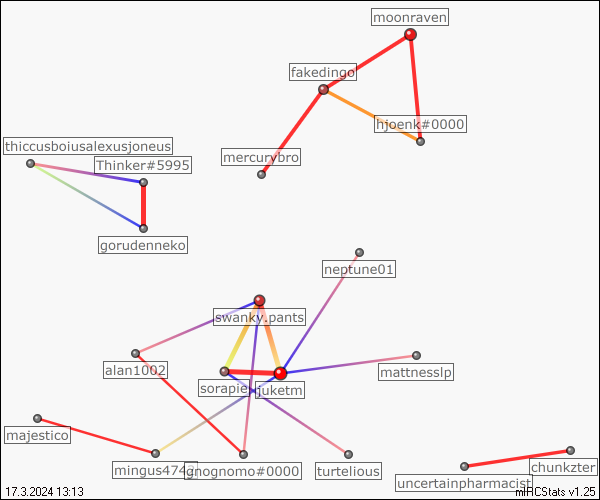 moonraven
fakedingo
hjoenk#0000
thiccusboiusalexusjoneus
Thinker#5995
mercurybro
gorudenneko
neptune01
swanky.pants
alan1002
mattnesslp
sorapie
juketm
majestico
mingus474
gnognomo#0000
turtelious
chunkzter
uncertainpharmacist
17.3.2024 13:13
mIRCStats v1.25